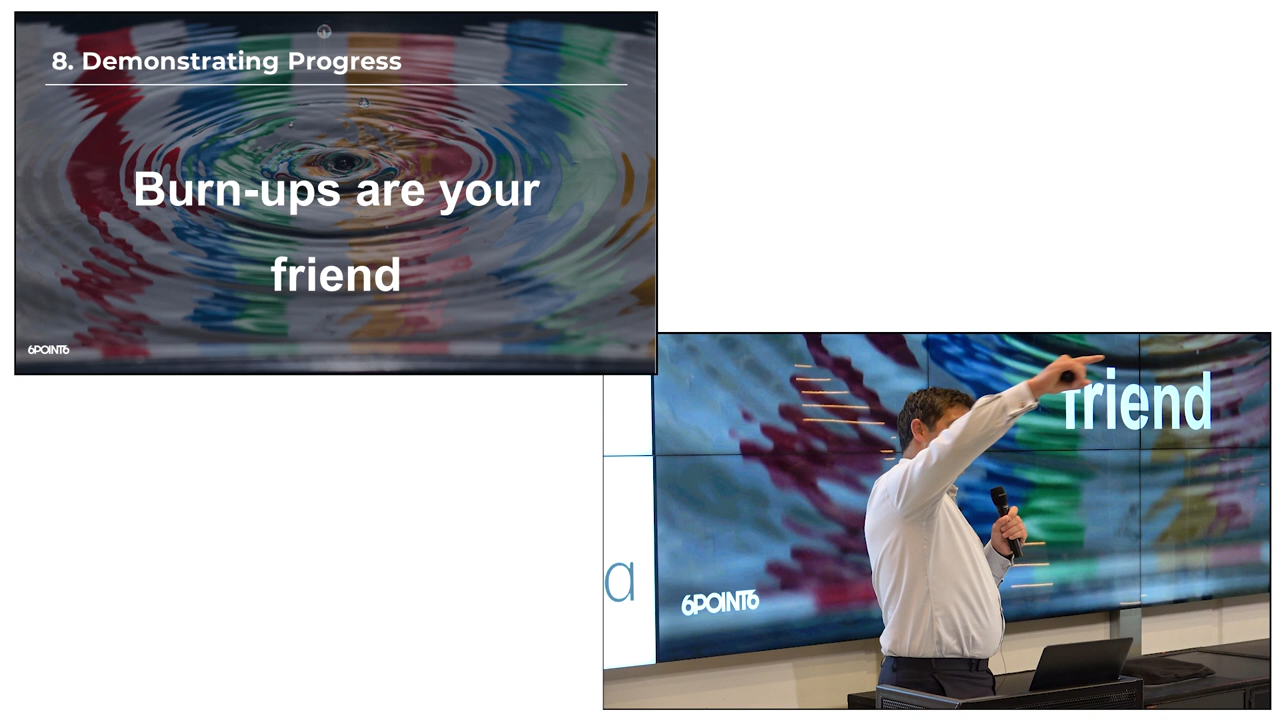 8. Demonstrating Progress
Burn-ups are your
friend
6POINT6
friend
a
6POINT6